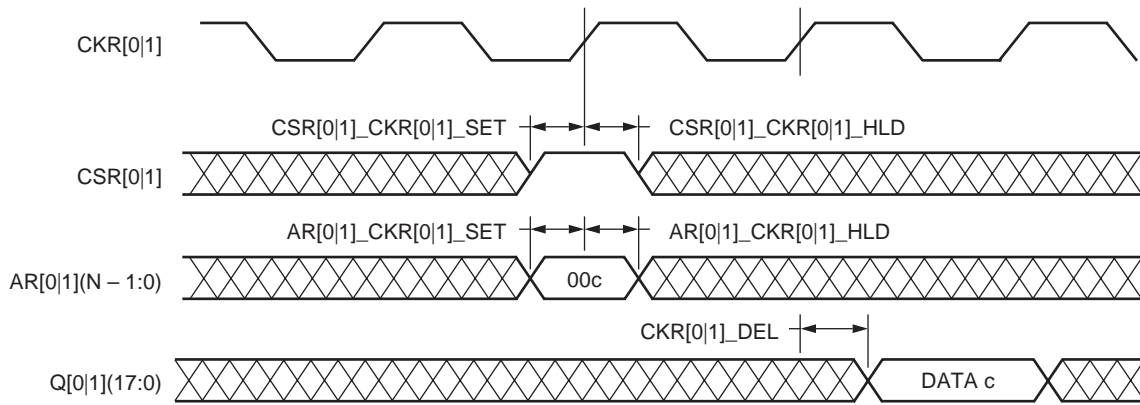 CKR[0|1]
CSR[0|1]_CKR[0|1]_SET
CSR[0|1]_CKR[0|1]_HLD
CSR[0|1]
AR[0|1]_CKR[0|1]_SET
AR[0|1]_CKR[0|1]_HLD
AR[0|1](N – 1:0)
00c
CKR[0|1]_DEL
Q[0|1](17:0)
DATA c